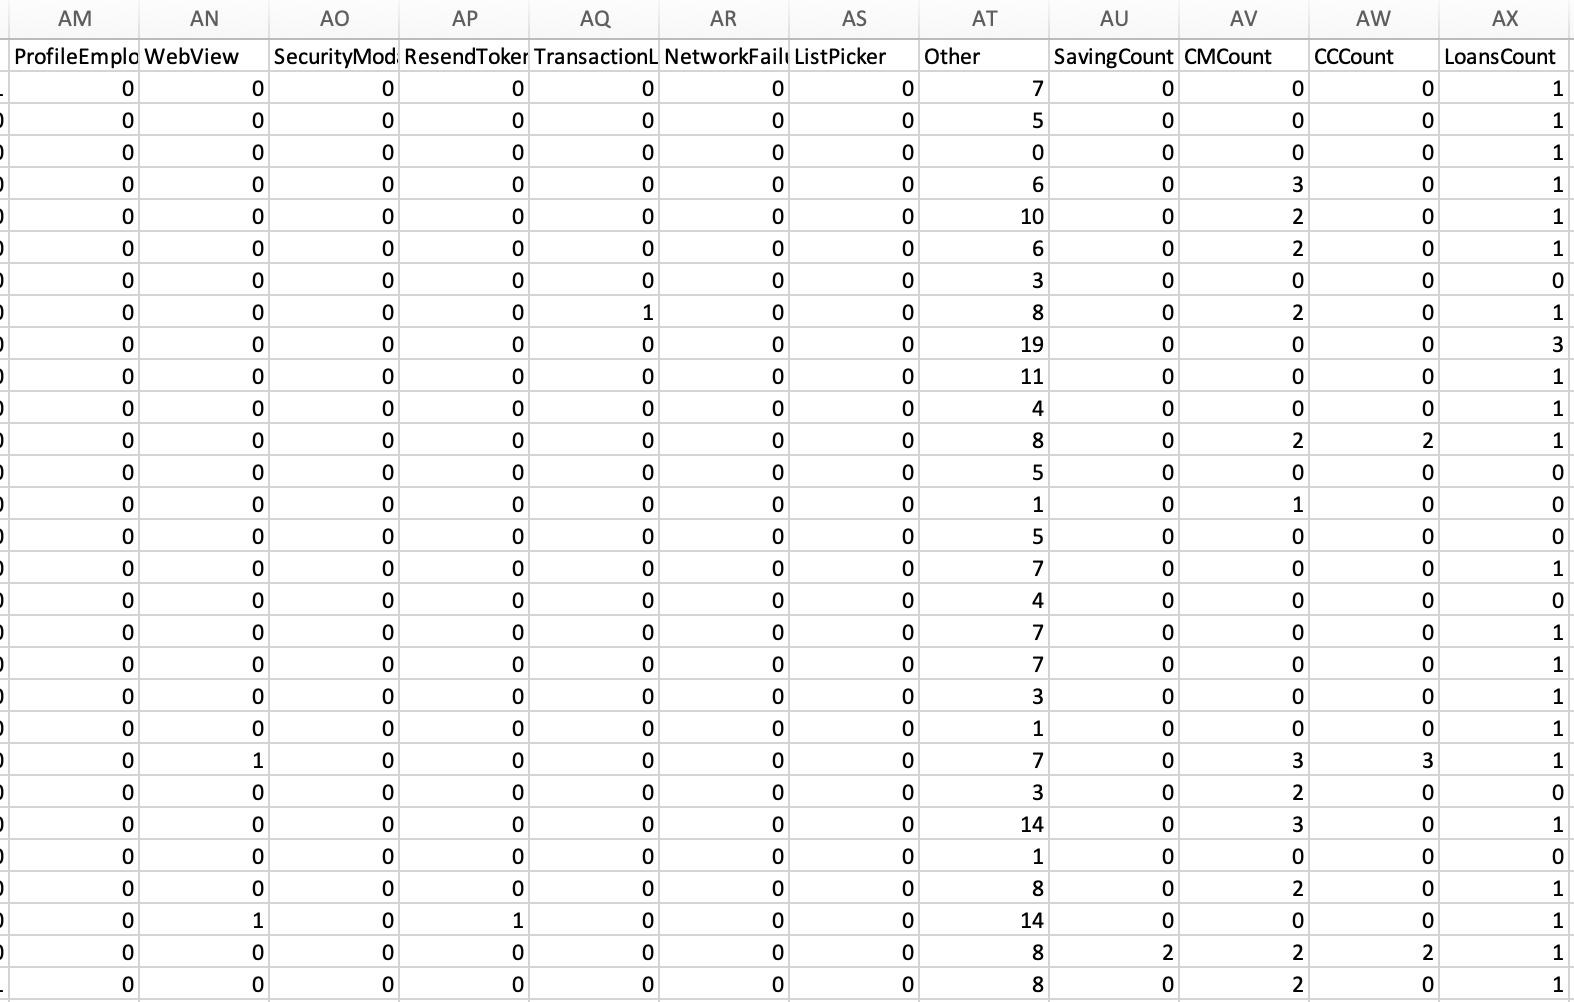 AM AN AO AP AQ AR AS AT AU AV AW AX
ProfileEmplo WebView SecurityMod ResendToker TransactionL NetworkFail ListPicker Other SavingCount CMCount CCCount LoansCount
0 0 0 0 0 0 0 7 0 0 0 1
0 0 0 0 0 0 0 5 0 0 0 1
0 0 0 0 0 0 0 0 0 0 0 1
0 0 0 0 0 0 0 6 0 3 0 1
0 0 0 0 0 0 0 10 0 2 0 1
0 0 0 0 0 0 0 6 0 2 0 1
0 0 0 0 0 0 0 3 0 0 0 0
0 0 0 0 1 0 0 8 0 2 0 1
0 0 0 0 0 0 0 19 0 0 0 3
0 0 0 0 0 0 0 11 0 0 0 1
0 0 0 0 0 0 0 4 0 0 0 1
0 0 0 0 0 0 0 8 0 2 2 1
0 0 0 0 0 0 0 5 0 0 0 0
0 0 0 0 0 0 0 1 0 1 0 0
0 0 0 0 0 0 0 5 0 0 0 0
0 0 0 0 0 0 0 7 0 0 0 1
0 0 0 0 0 0 0 4 0 0 0 0
0 0 0 0 0 0 0 7 0 0 0 1
0 0 0 0 0 0 0 7 0 0 0 1
0 0 0 0 0 0 0 3 0 0 0 1
0 0 0 0 0 0 0 1 0 0 0 1
0 1 0 0 0 0 0 7 0 3 3 1
0 0 0 0 0 0 0 3 0 2 0 0
0 0 0 0 0 0 0 14 0 3 0 1
0 0 0 0 0 0 0 1 0 0 0 0
0 0 0 0 0 0 0 8 0 2 0 1
0 1 0 1 0 0 0 14 0 0 0 1
0 0 0 0 0 0 0 8 2 2 2 1
0 0 0 0 0 0 0 8 0 2 0 1